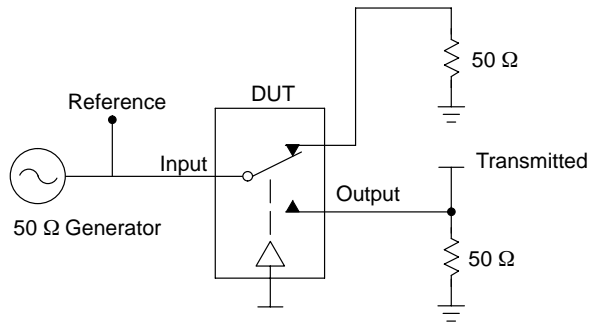 50 Ω
DUT
Reference
Input
Transmitted
Output
50 Ω Generator
50 Ω